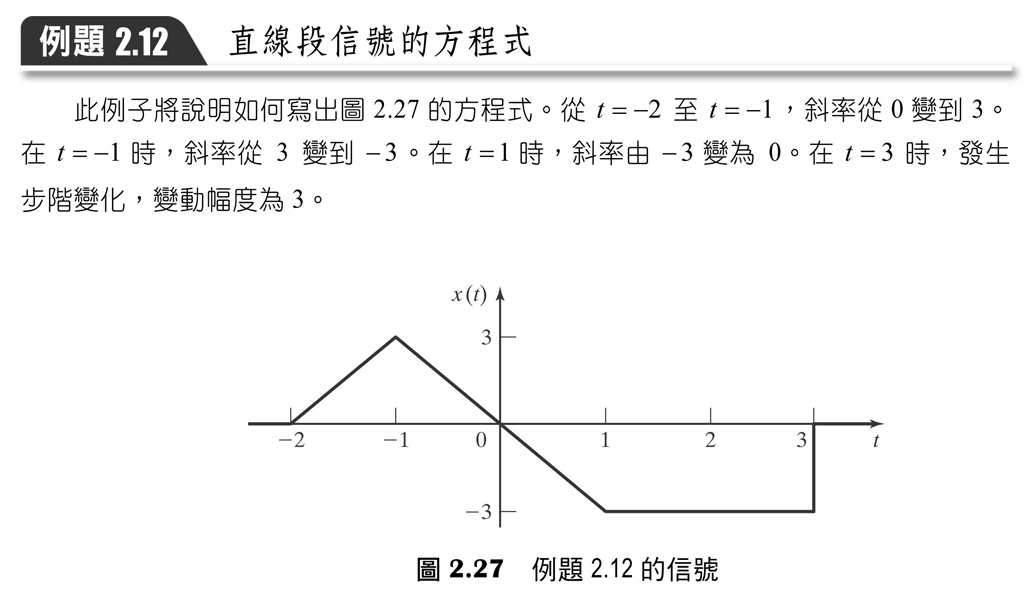 例題 2.12 直線段信號的方程式
此例子將說明如何寫出圖 2.27 的方程式。從 t = −2 至 t = −1,斜率從 0 變到 3。
在 t = −1 時,斜率從 3 變到 −3。在 t = 1 時,斜率由 −3 變為 0。在 t = 3 時,發生
步階變化,變動幅度為 3。
x(t)
3
−2 −1 0 1 2 3 t
−3
圖 2.27 例題 2.12 的信號